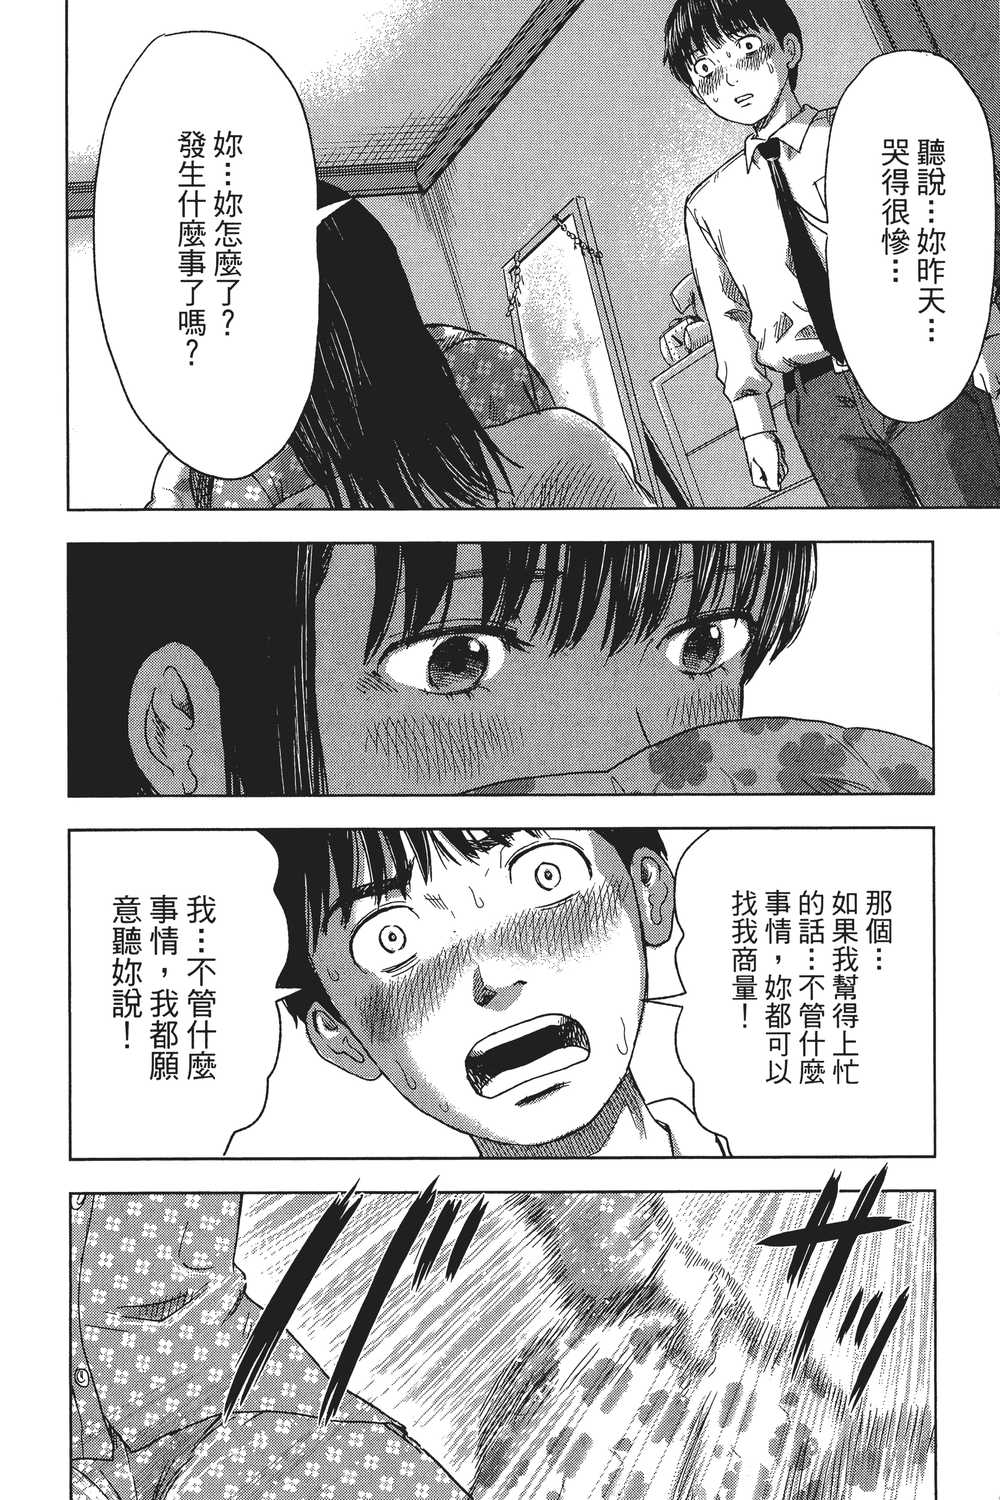 聽說…妳昨天…
哭得很慘…
妳…妳怎麼了？
發生什麼事了嗎？
那個…
如果我幫得上忙
的話…不管什麼
事情，妳都可以
找我商量！
我…不管什麼
事情，我都願
意聽妳說！
サ